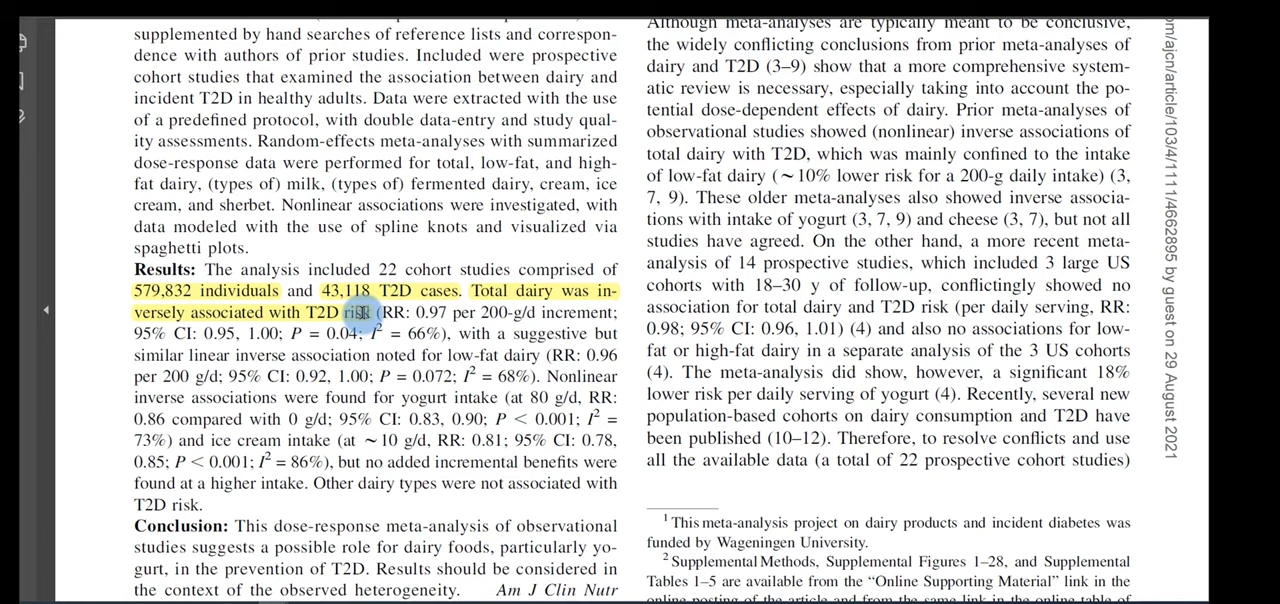 supplemented by hand searches of reference lists and correspon-
dence with authors of prior studies. Included were prospective
cohort studies that examined the association between dairy and
incident T2D in healthy adults. Data were extracted with the use
of a predefined protocol, with double data-entry and study qual-
ity assessments. Random-effects meta-analyses with summarized
dose-response data were performed for total, low-fat, and high-
fat dairy, (types of) milk, (types of) fermented dairy, cream, ice
cream, and sherbet. Nonlinear associations were investigated, with
data modeled with the use of spline knots and visualized via
spaghetti plots.
Results: The analysis included 22 cohort studies comprised of
579,832 individuals and 43,118 T2D cases. Total dairy was in-
versely associated with T2D risk (RR: 0.97 per 200-g/d increment;
95% CI: 0.95, 1.00; P = 0.04; I² = 66%), with a suggestive but
similar linear inverse association noted for low-fat dairy (RR: 0.96
per 200 g/d; 95% CI: 0.92, 1.00; P = 0.072; I² = 68%). Nonlinear
inverse associations were found for yogurt intake (at 80 g/d, RR:
0.86 compared with 0 g/d; 95% CI: 0.83, 0.90; P < 0.001; I² =
73%) and ice cream intake (at ~10 g/d, RR: 0.81; 95% CI: 0.78,
0.85; P < 0.001; I² = 86%), but no added incremental benefits were
found at a higher intake. Other dairy types were not associated with
T2D risk.
Conclusion: This dose-response meta-analysis of observational
studies suggests a possible role for dairy foods, particularly yo-
gurt, in the prevention of T2D. Results should be considered in
the context of the observed heterogeneity. Am J Clin Nutr
Although meta-analyses are typically meant to be conclusive,
the widely conflicting conclusions from prior meta-analyses of
dairy and T2D (3–9) show that a more comprehensive system-
atic review is necessary, especially taking into account the po-
tential dose-dependent effects of dairy. Prior meta-analyses of
observational studies showed (nonlinear) inverse associations of
total dairy with T2D, which was mainly confined to the intake
of low-fat dairy (~10% lower risk for a 200-g daily intake) (3,
7, 9). These older meta-analyses also showed inverse associa-
tions with intake of yogurt (3, 7, 9) and cheese (3, 7), but not all
studies have agreed. On the other hand, a more recent meta-
analysis of 14 prospective studies, which included 3 large US
cohorts with 18–30 y of follow-up, conflictingly showed no
association for total dairy and T2D risk (per daily serving, RR:
0.98; 95% CI: 0.96, 1.01) (4) and also no associations for low-
fat or high-fat dairy in a separate analysis of the 3 US cohorts
(4). The meta-analysis did show, however, a significant 18%
lower risk per daily serving of yogurt (4). Recently, several new
population-based cohorts on dairy consumption and T2D have
been published (10–12). Therefore, to resolve conflicts and use
all the available data (a total of 22 prospective cohort studies)
¹ This meta-analysis project on dairy products and incident diabetes was
funded by Wageningen University.
² Supplemental Methods, Supplemental Figures 1–28, and Supplemental
Tables 1–5 are available from the "Online Supporting Material" link in the
online posting of the article and from the same link in the online table of
om/ajcn/article/103/4/1111/4662895 by guest on 29 August 2021